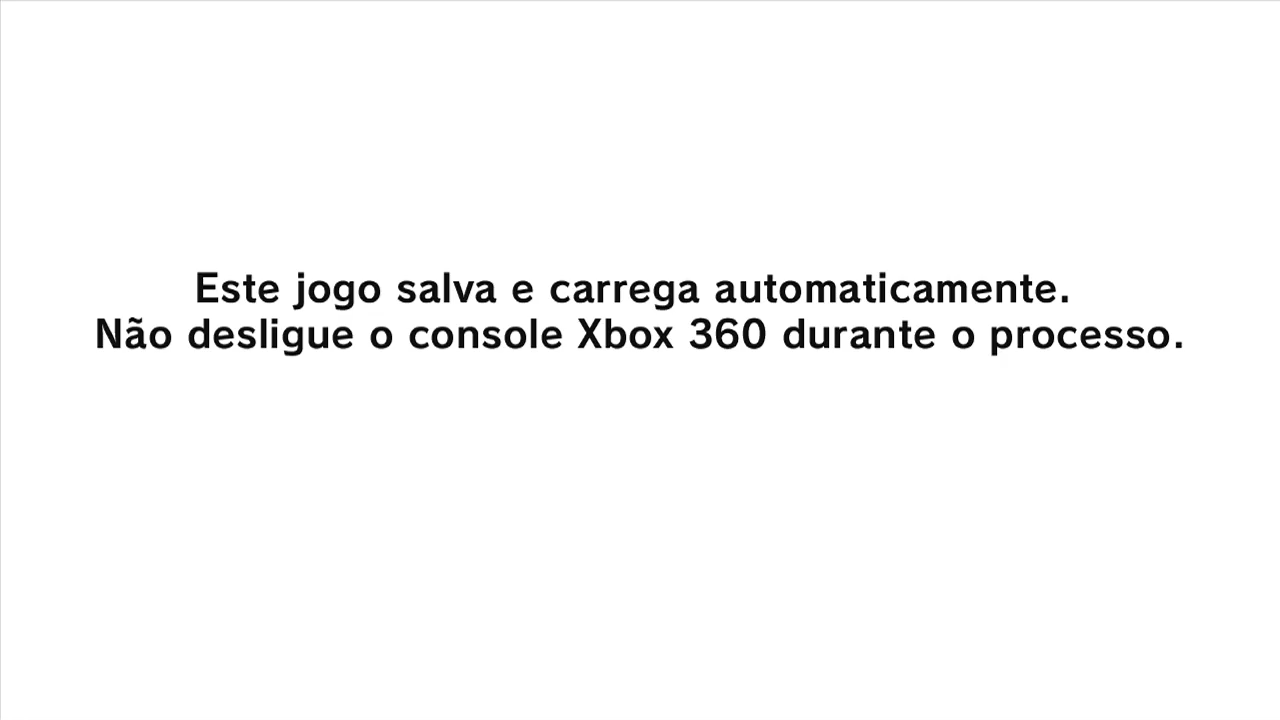 Este jogo salva e carrega automaticamente.
Não desligue o console Xbox 360 durante o processo.